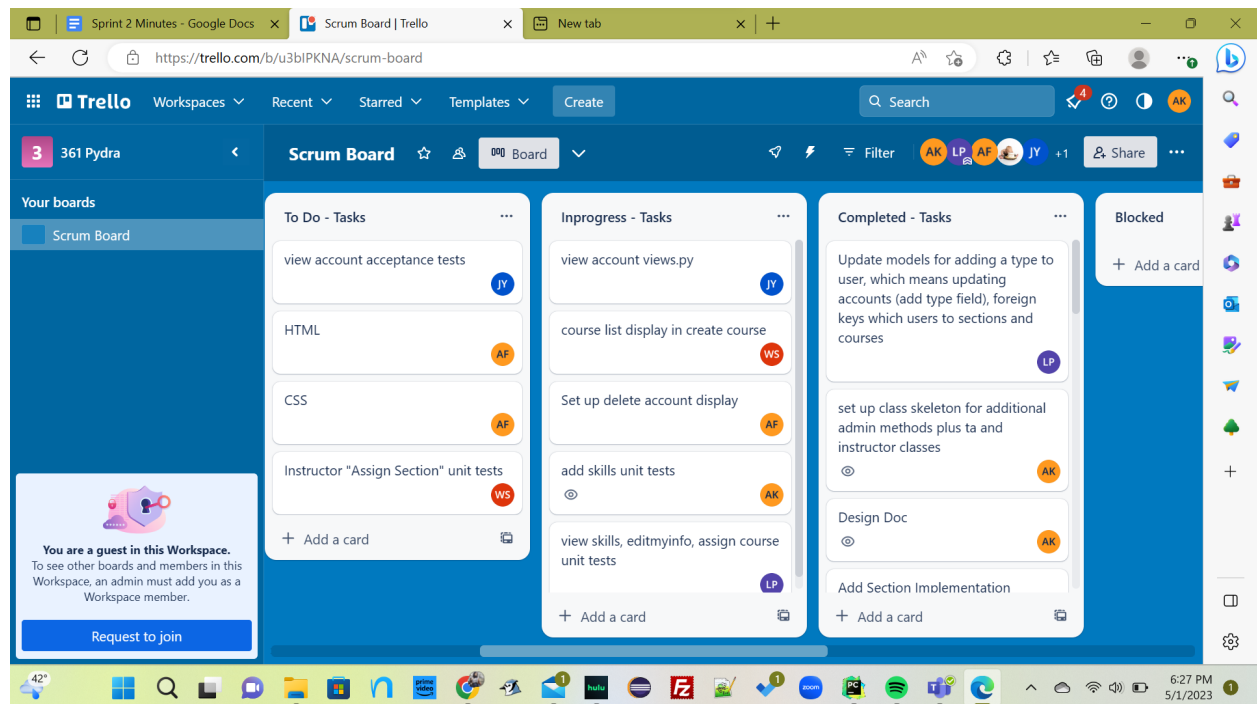 Sprint 2 Minutes - Google Docs
Scrum Board | Trello
New tab
https://trello.com/b/u3bIPKNA/scrum-board
4
Trello
Workspaces
Recent
Starred
Templates
Create
Search
AK
3
361 Pydra
Scrum Board
Board
Filter
AK
LP
AF
JY
+1
Share
Your boards
Scrum Board
To Do - Tasks
view account acceptance tests
JY
HTML
AF
CSS
AF
Instructor "Assign Section" unit tests
WS
+ Add a card
Inprogress - Tasks
view account views.py
JY
course list display in create course
WS
Set up delete account display
AF
add skills unit tests
AK
view skills, editmyinfo, assign course
unit tests
LP
+ Add a card
Completed - Tasks
Update models for adding a type to
user, which means updating
accounts (add type field), foreign
keys which users to sections and
courses
LP
set up class skeleton for additional
admin methods plus ta and
instructor classes
AK
Design Doc
AK
Add Section Implementation
+ Add a card
Blocked
+ Add a card
You are a guest in this Workspace.
To see other boards and members in this
Workspace, an admin must add you as a
Workspace member.
Request to join
42°
prime
video
1
hulu
1
zoom
PC
6:27 PM
5/1/2023
1